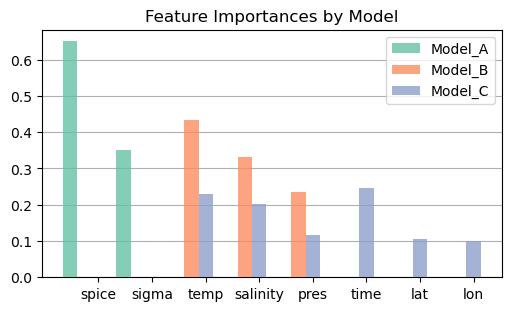 Feature Importances by Model
0.6
0.5
0.4
0.3
0.2
0.1
0.0
Model_A
Model_B
Model_C
spice sigma temp salinity pres time lat lon